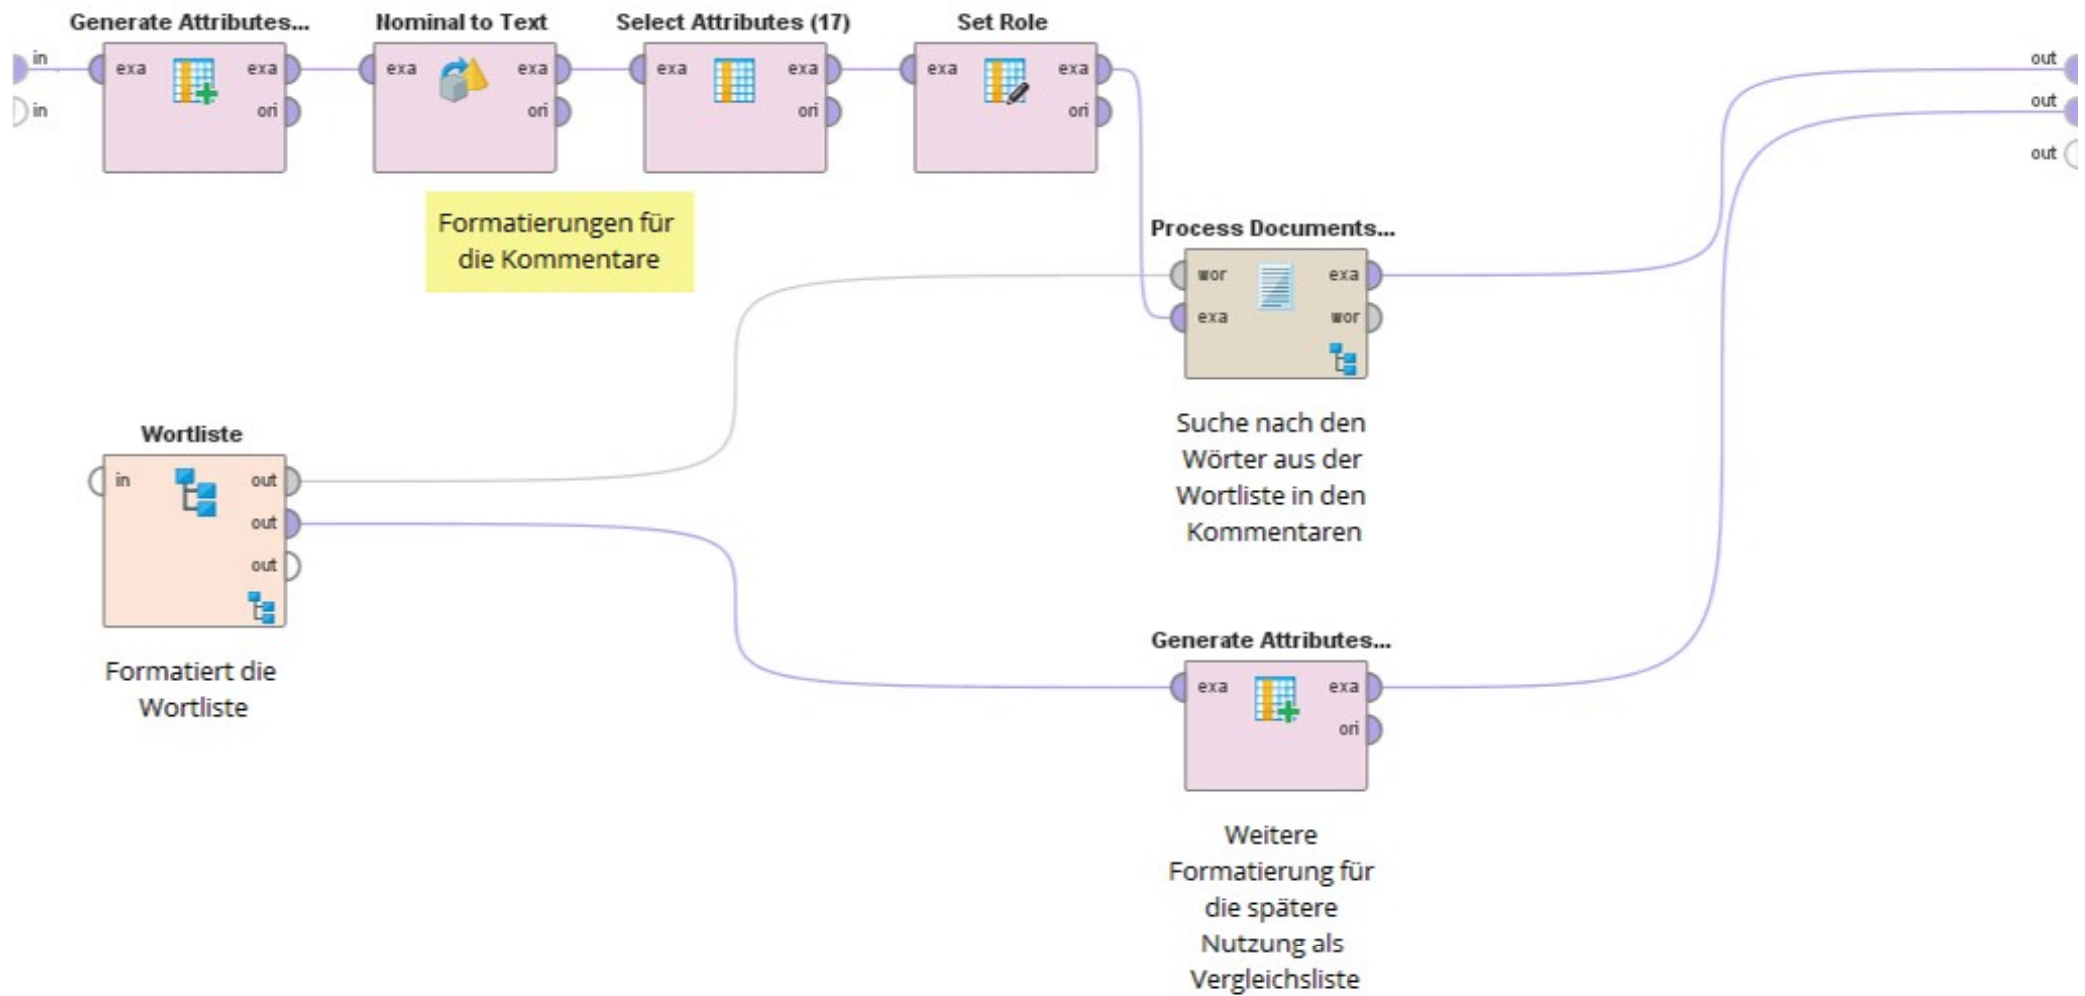 Generate Attributes...
Nominal to Text
Select Attributes (17)
Set Role
in
exa
exa
exa
exa
exa
exa
exa
exa
out
in
ori
ori
ori
ori
out
out
Formatierungen für
die Kommentare
Process Documents...
wor
exa
exa
wor
Suche nach den
Wörter aus der
Wortliste in den
Kommentaren
Wortliste
in
out
out
out
Formatiert die
Wortliste
Generate Attributes...
exa
exa
ori
Weitere
Formatierung für
die spätere
Nutzung als
Vergleichsliste